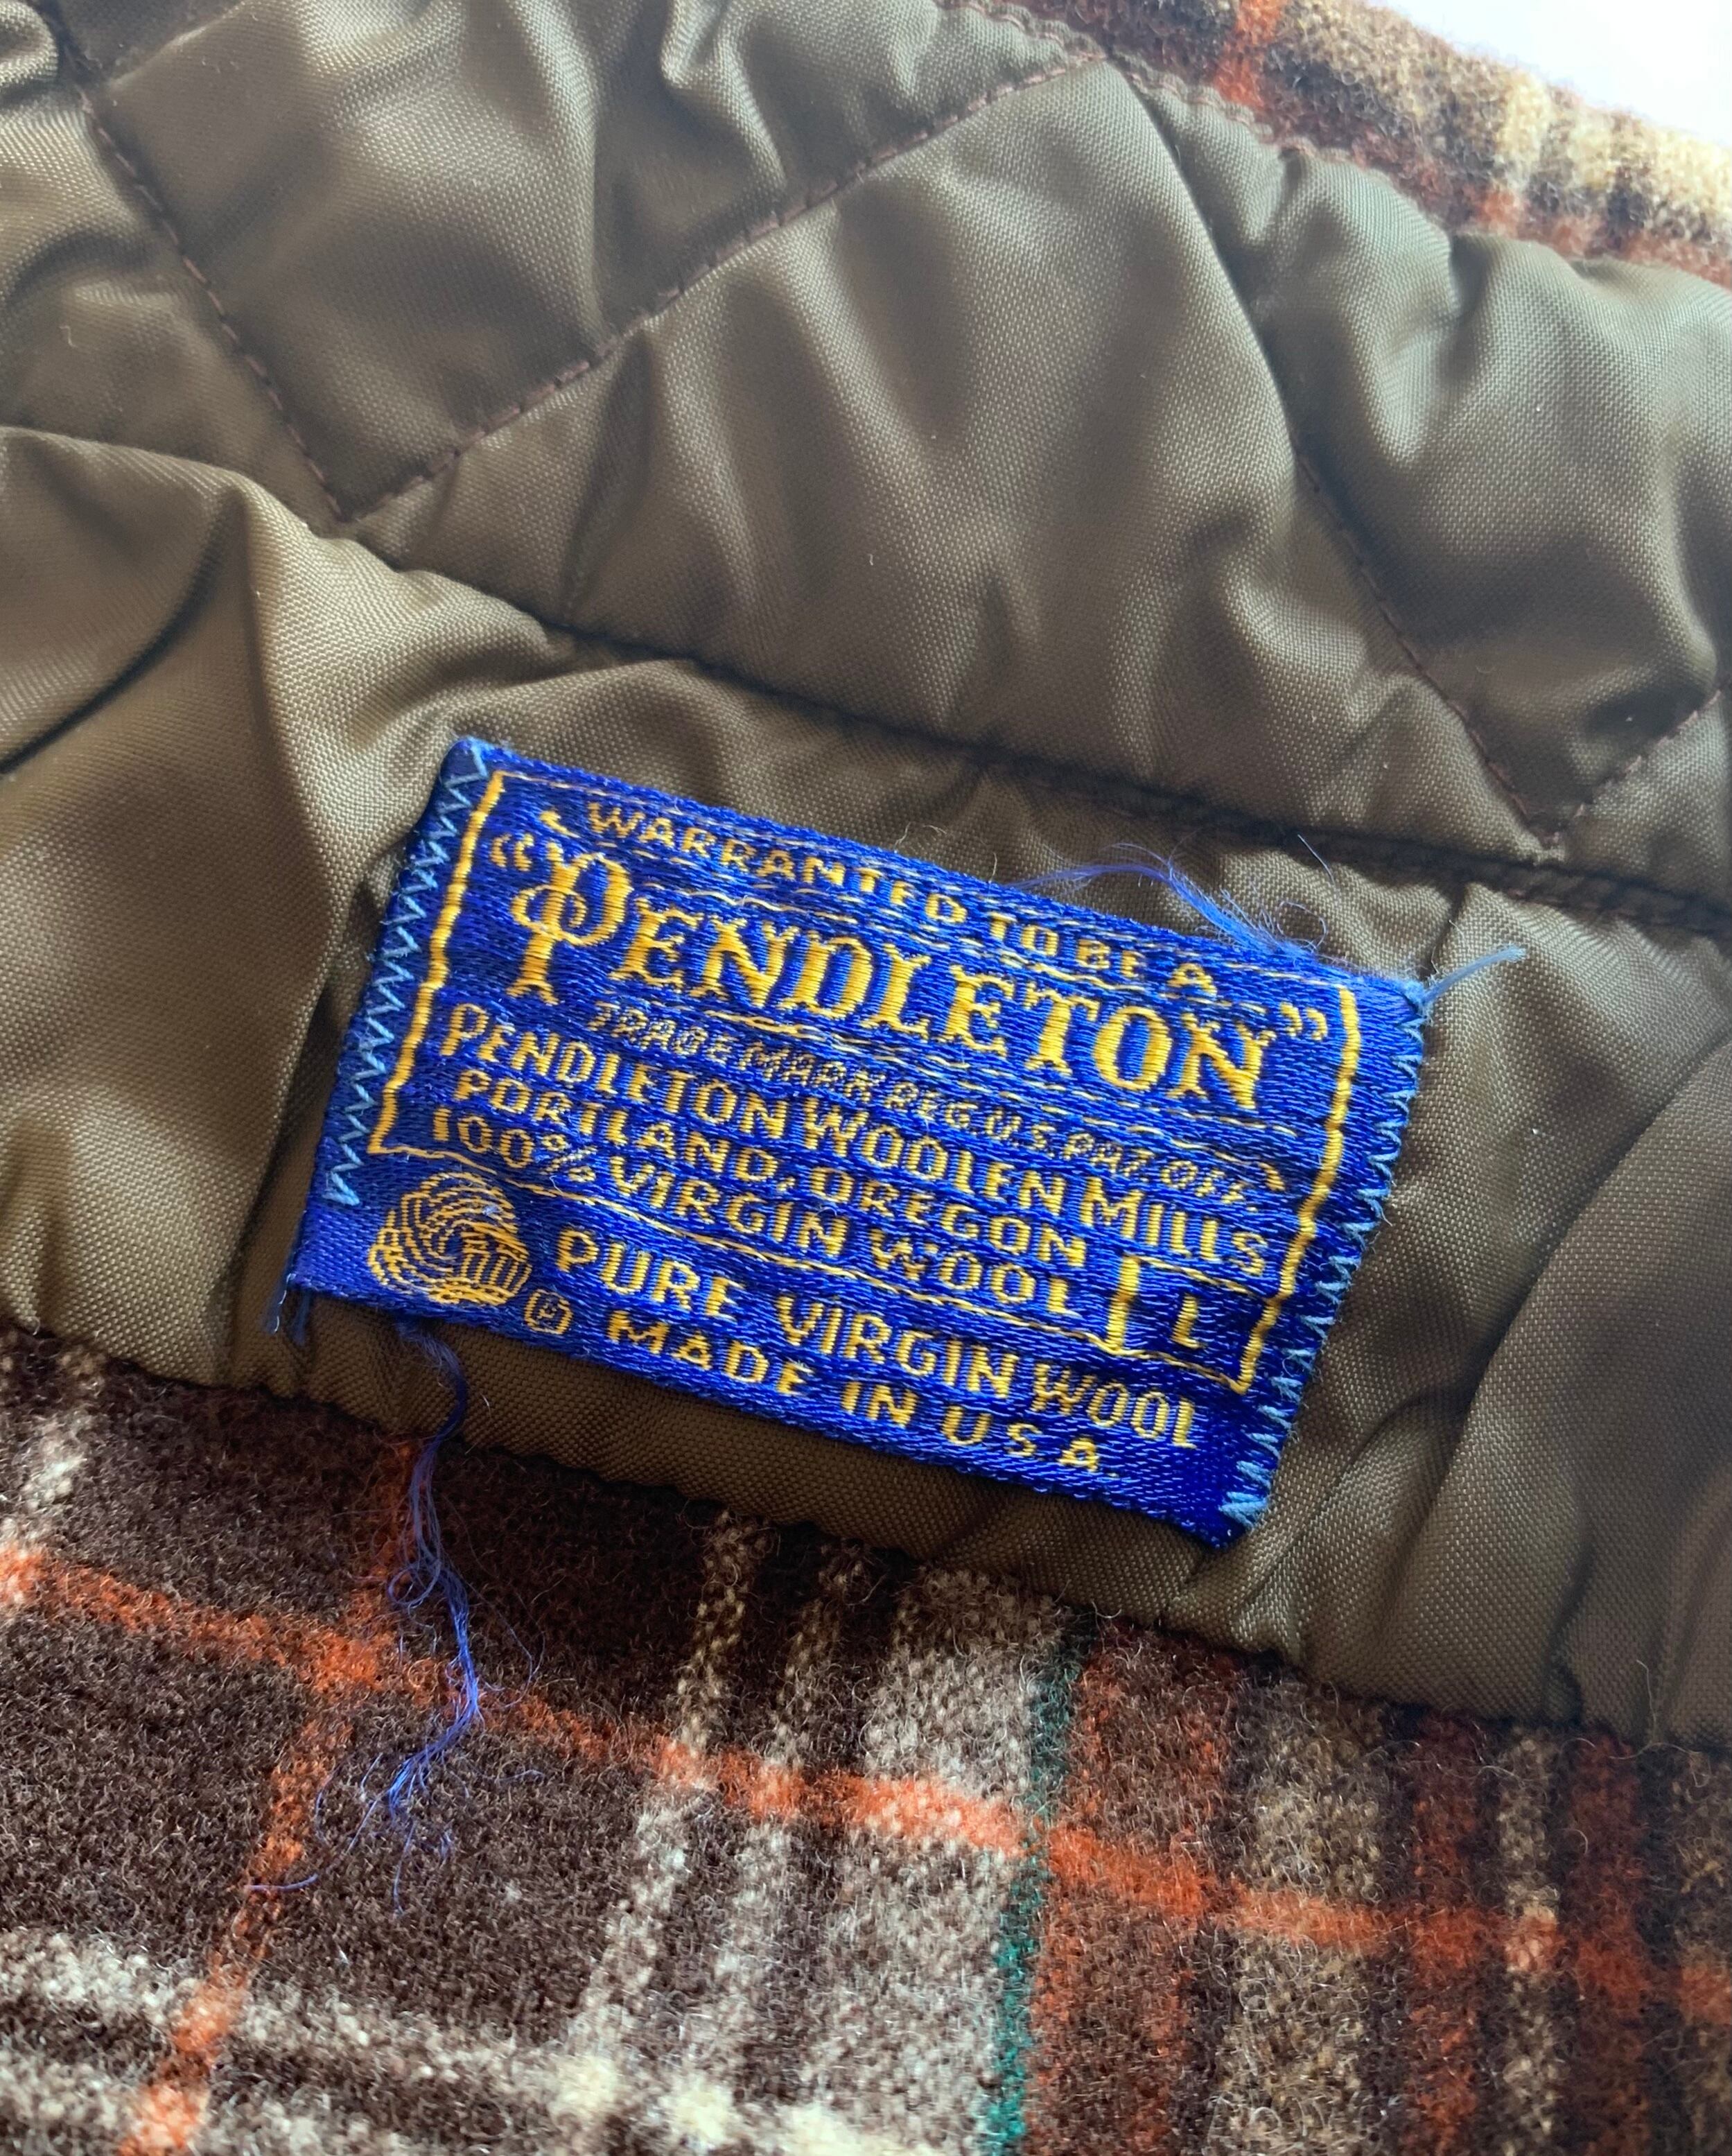 WARRANTED TO BE A
"PENDLETON"
TRADE MARK REG. U.S. PAT. OFF.
PENDLETON WOOLEN MILLS
PORTLAND, OREGON
100% VIRGIN WOOL
L
PURE VIRGIN WOOL
® MADE IN U.S.A.